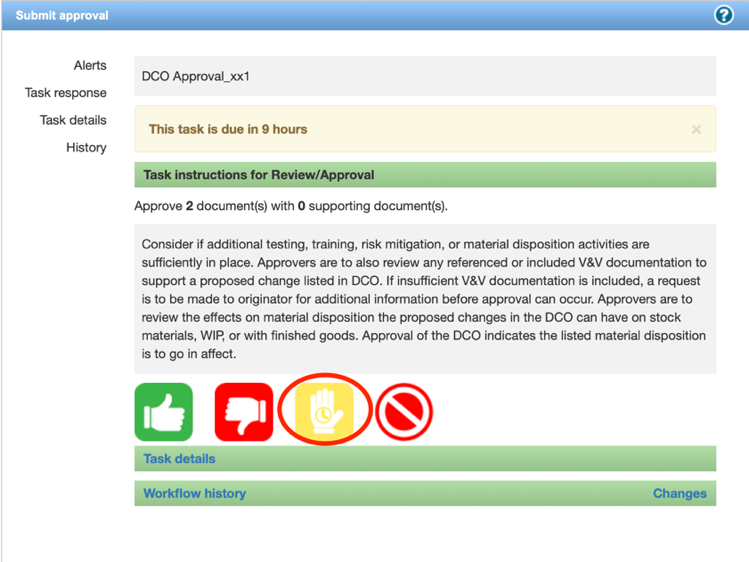 Submit approval
?
Alerts
Task response
Task details
History
DCO Approval_xx1
This task is due in 9 hours
×
Task instructions for Review/Approval
Approve 2 document(s) with 0 supporting document(s).
Consider if additional testing, training, risk mitigation, or material disposition activities are
sufficiently in place. Approvers are to also review any referenced or included V&V documentation to
support a proposed change listed in DCO. If insufficient V&V documentation is included, a request
is to be made to originator for additional information before approval can occur. Approvers are to
review the effects on material disposition the proposed changes in the DCO can have on stock
materials, WIP, or with finished goods. Approval of the DCO indicates the listed material disposition
is to go in affect.
Task details
Workflow history Changes